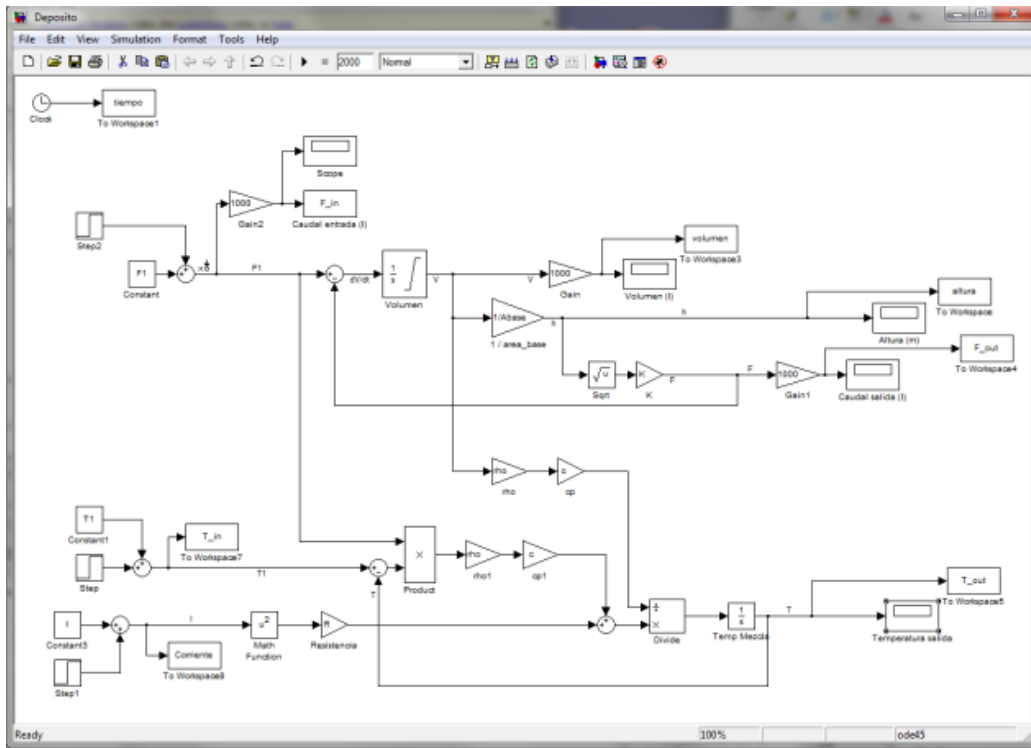 Deposito
File Edit View Simulation Format Tools Help
2000 Normal
Clock
tiempo
To Workspace1
Scope
1000
Gain2
F_in
Caudal entrada (l)
Step2
F1
Constant
F1
dV/dt
1
s
Volumen
V
V
1000
Gain
volumen
To Workspace3
Volumen (l)
1/Abase
1 / area_base
h
h
altura
To Workspace
Altura (m)
F_out
To Workspace4
u
Sqrt
K
K
F
F
1000
Gain1
Caudal salida (l)
rho
rho
c
cp
T1
Constant1
T_in
To Workspace7
Step
T1
T
×
Product
rho
rho1
c
cp1
I
Constant3
Step1
I
Corriente
To Workspace8
u2
Math
Function
R
Resistencia
÷
×
Divide
1
s
Temp Mezcla
T
T_out
To Workspace5
Temperatura salida
Ready 100% ode45